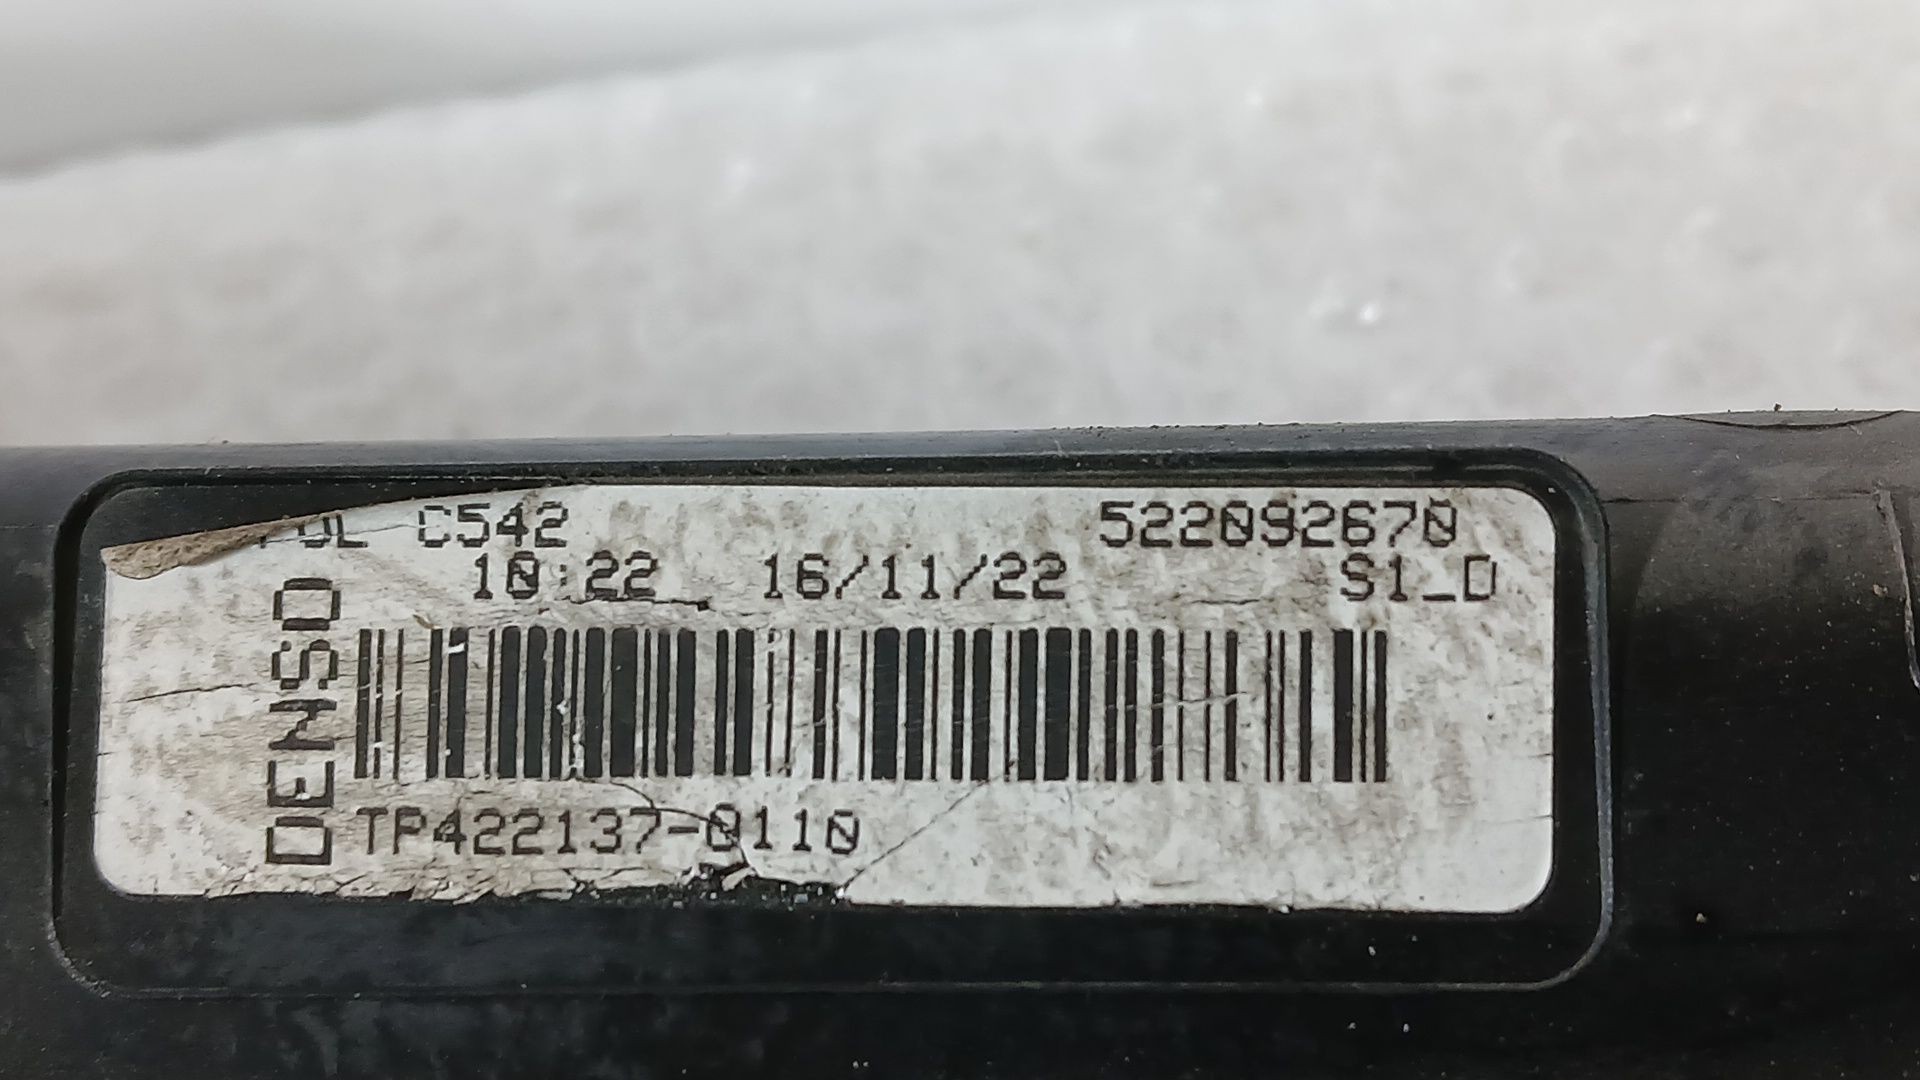 C542 522092670
10:22 16/11/22 S1_D
DENSO
TP422137-0110